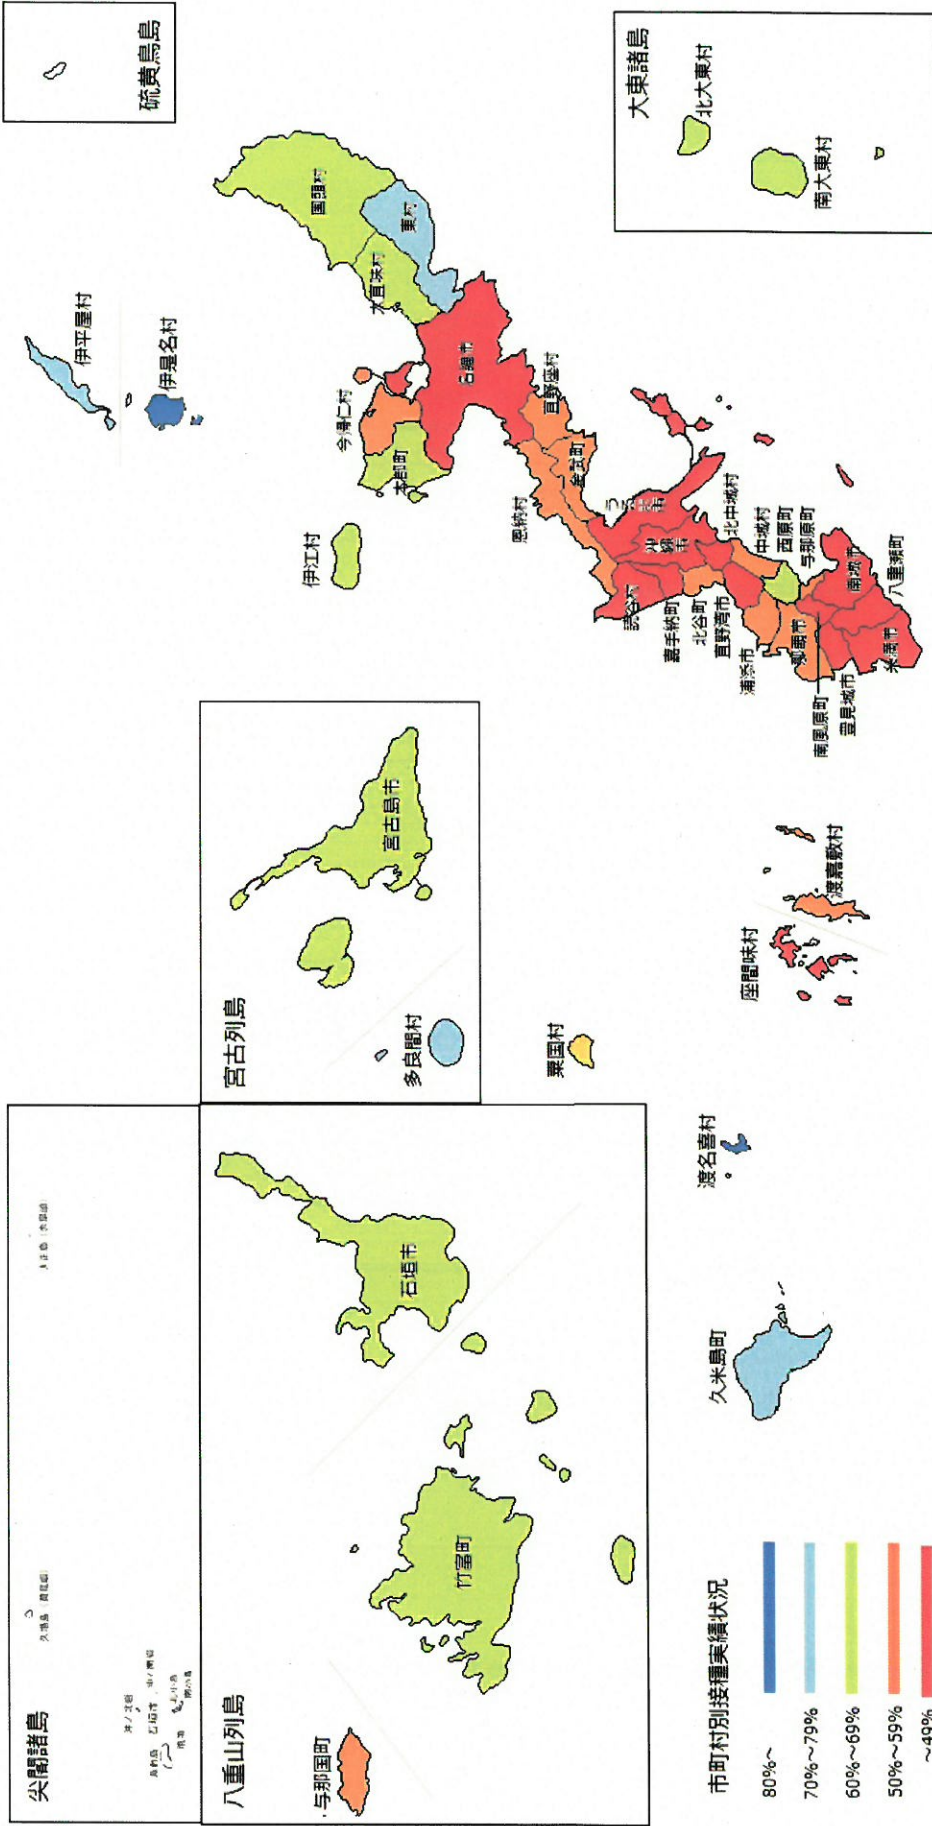 尖閣諸島
八重山列島
与那国町
竹富町
石垣市
宮古列島
多良間村
宮古島市
硫黄鳥島
伊平屋村
伊是名村
伊江村
今帰仁村
本部町
国頭村
東村
大宜味村
名護市
恩納村
宜野座村
金武町
うるま市
沖縄市
読谷村
嘉手納町
北谷町
宜野湾市
北中城村
中城村
西原町
与那原町
浦添市
那覇市
南風原町
豊見城市
南城市
八重瀬町
糸満市
大東諸島
北大東村
南大東村
粟国村
渡名喜村
久米島町
座間味村
渡嘉敷村
市町村別接種実績状況
80%~
70%~79%
60%~69%
50%~59%
~49%